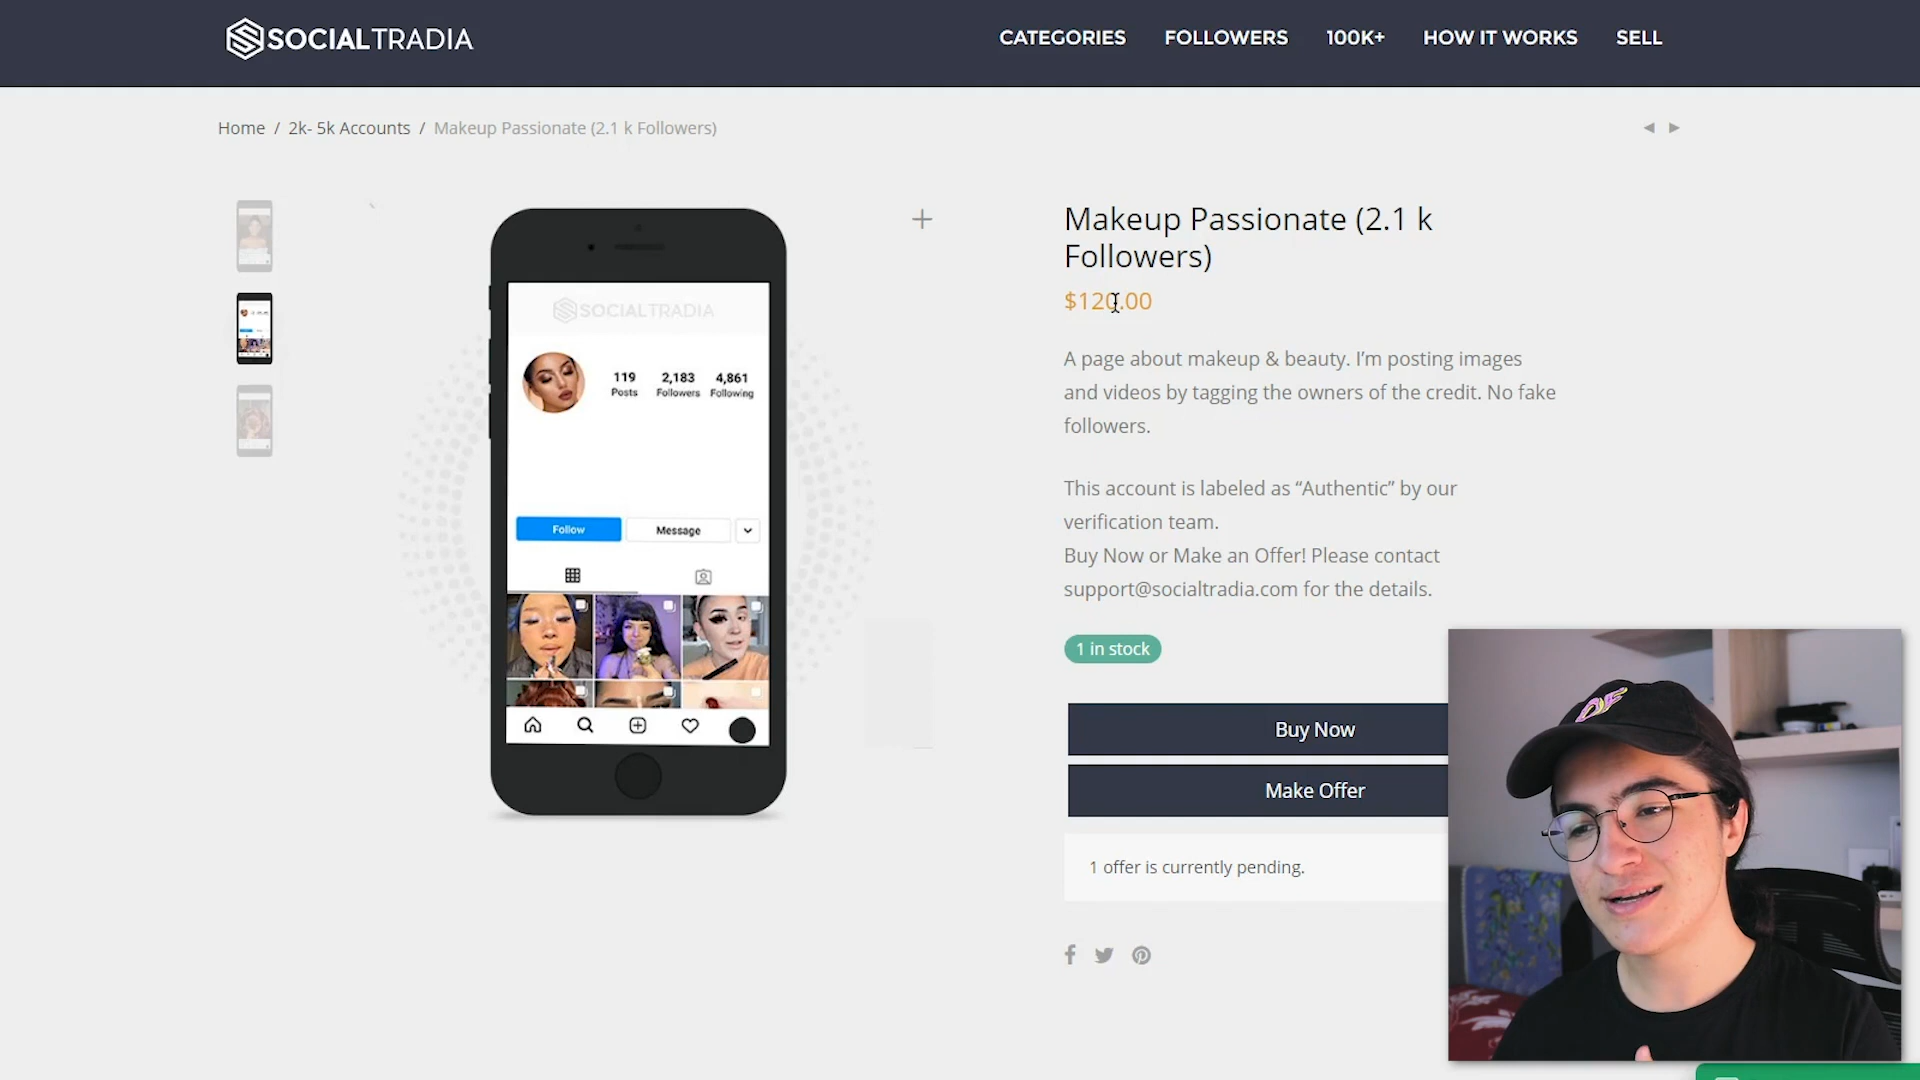 SOCIALTRADIA
CATEGORIES FOLLOWERS 100K+ HOW IT WORKS SELL
Home / 2k- 5k Accounts / Makeup Passionate (2.1 k Followers)
SOCIALTRADIA
119 2,183 4,861
Posts Followers Following
Follow Message
Makeup Passionate (2.1 k
Followers)
$120.00
A page about makeup & beauty. I’m posting images
and videos by tagging the owners of the credit. No fake
followers.
This account is labeled as “Authentic” by our
verification team.
Buy Now or Make an Offer! Please contact
support@socialtradia.com for the details.
1 in stock
Buy Now
Make Offer
1 offer is currently pending.